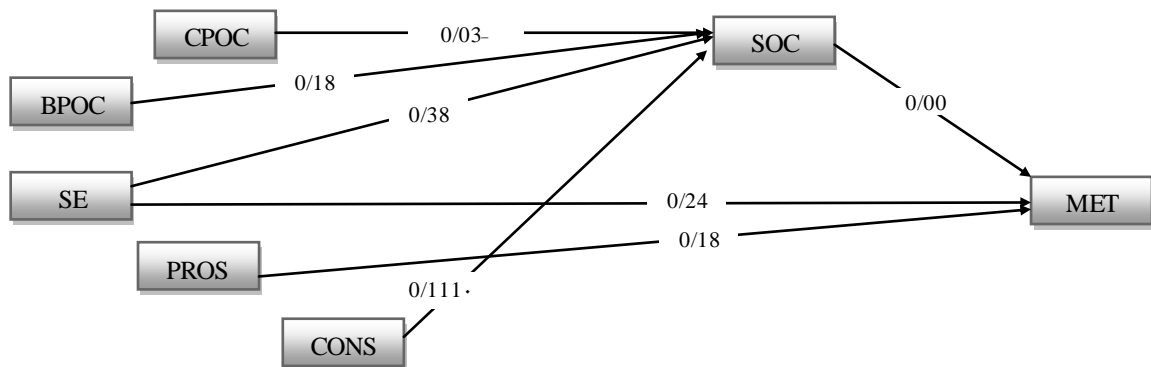 CPOC
0/03-
SOC
0/18
BPOC
0/38
0/00
SE
0/24
MET
0/18
PROS
0/111.
CONS